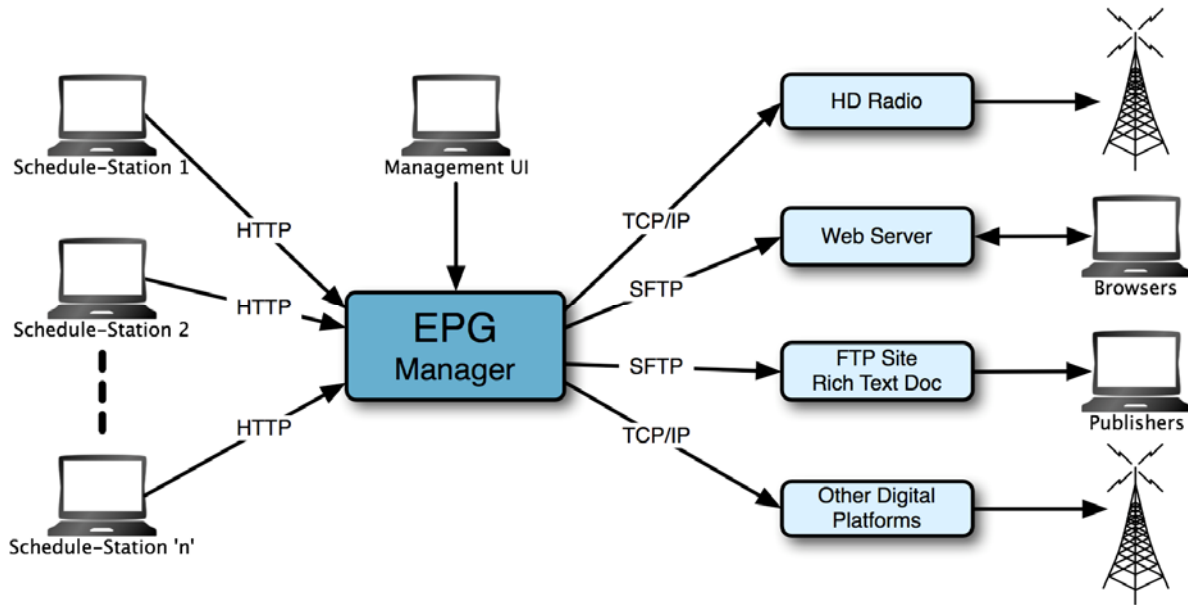 Schedule-Station 1
Management UI
HD Radio
HTTP
TCP/IP
Web Server
Browsers
Schedule-Station 2
HTTP
SFTP
EPG
Manager
SFTP
FTP Site
Rich Text Doc
Publishers
HTTP
TCP/IP
Other Digital
Platforms
Schedule-Station 'n'